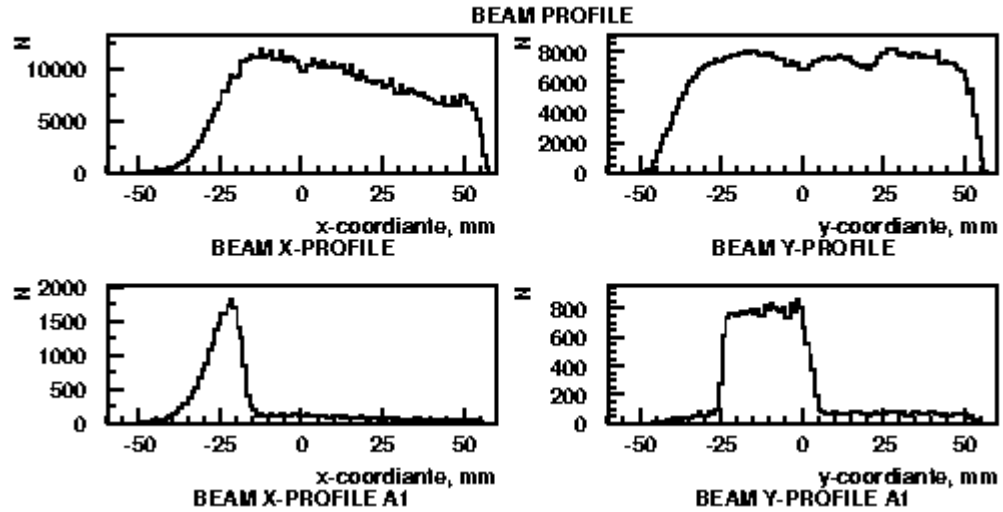 BEAM PROFILE
N
10000
5000
0
-50 -25 0 25 50
x-coordiante, mm
BEAM X-PROFILE
N
8000
6000
4000
2000
0
-50 -25 0 25 50
y-coordiante, mm
BEAM Y-PROFILE
N
2000
1500
1000
500
0
-50 -25 0 25 50
x-coordiante, mm
BEAM X-PROFILE A1
N
800
600
400
200
0
-50 -25 0 25 50
y-coordiante, mm
BEAM Y-PROFILE A1